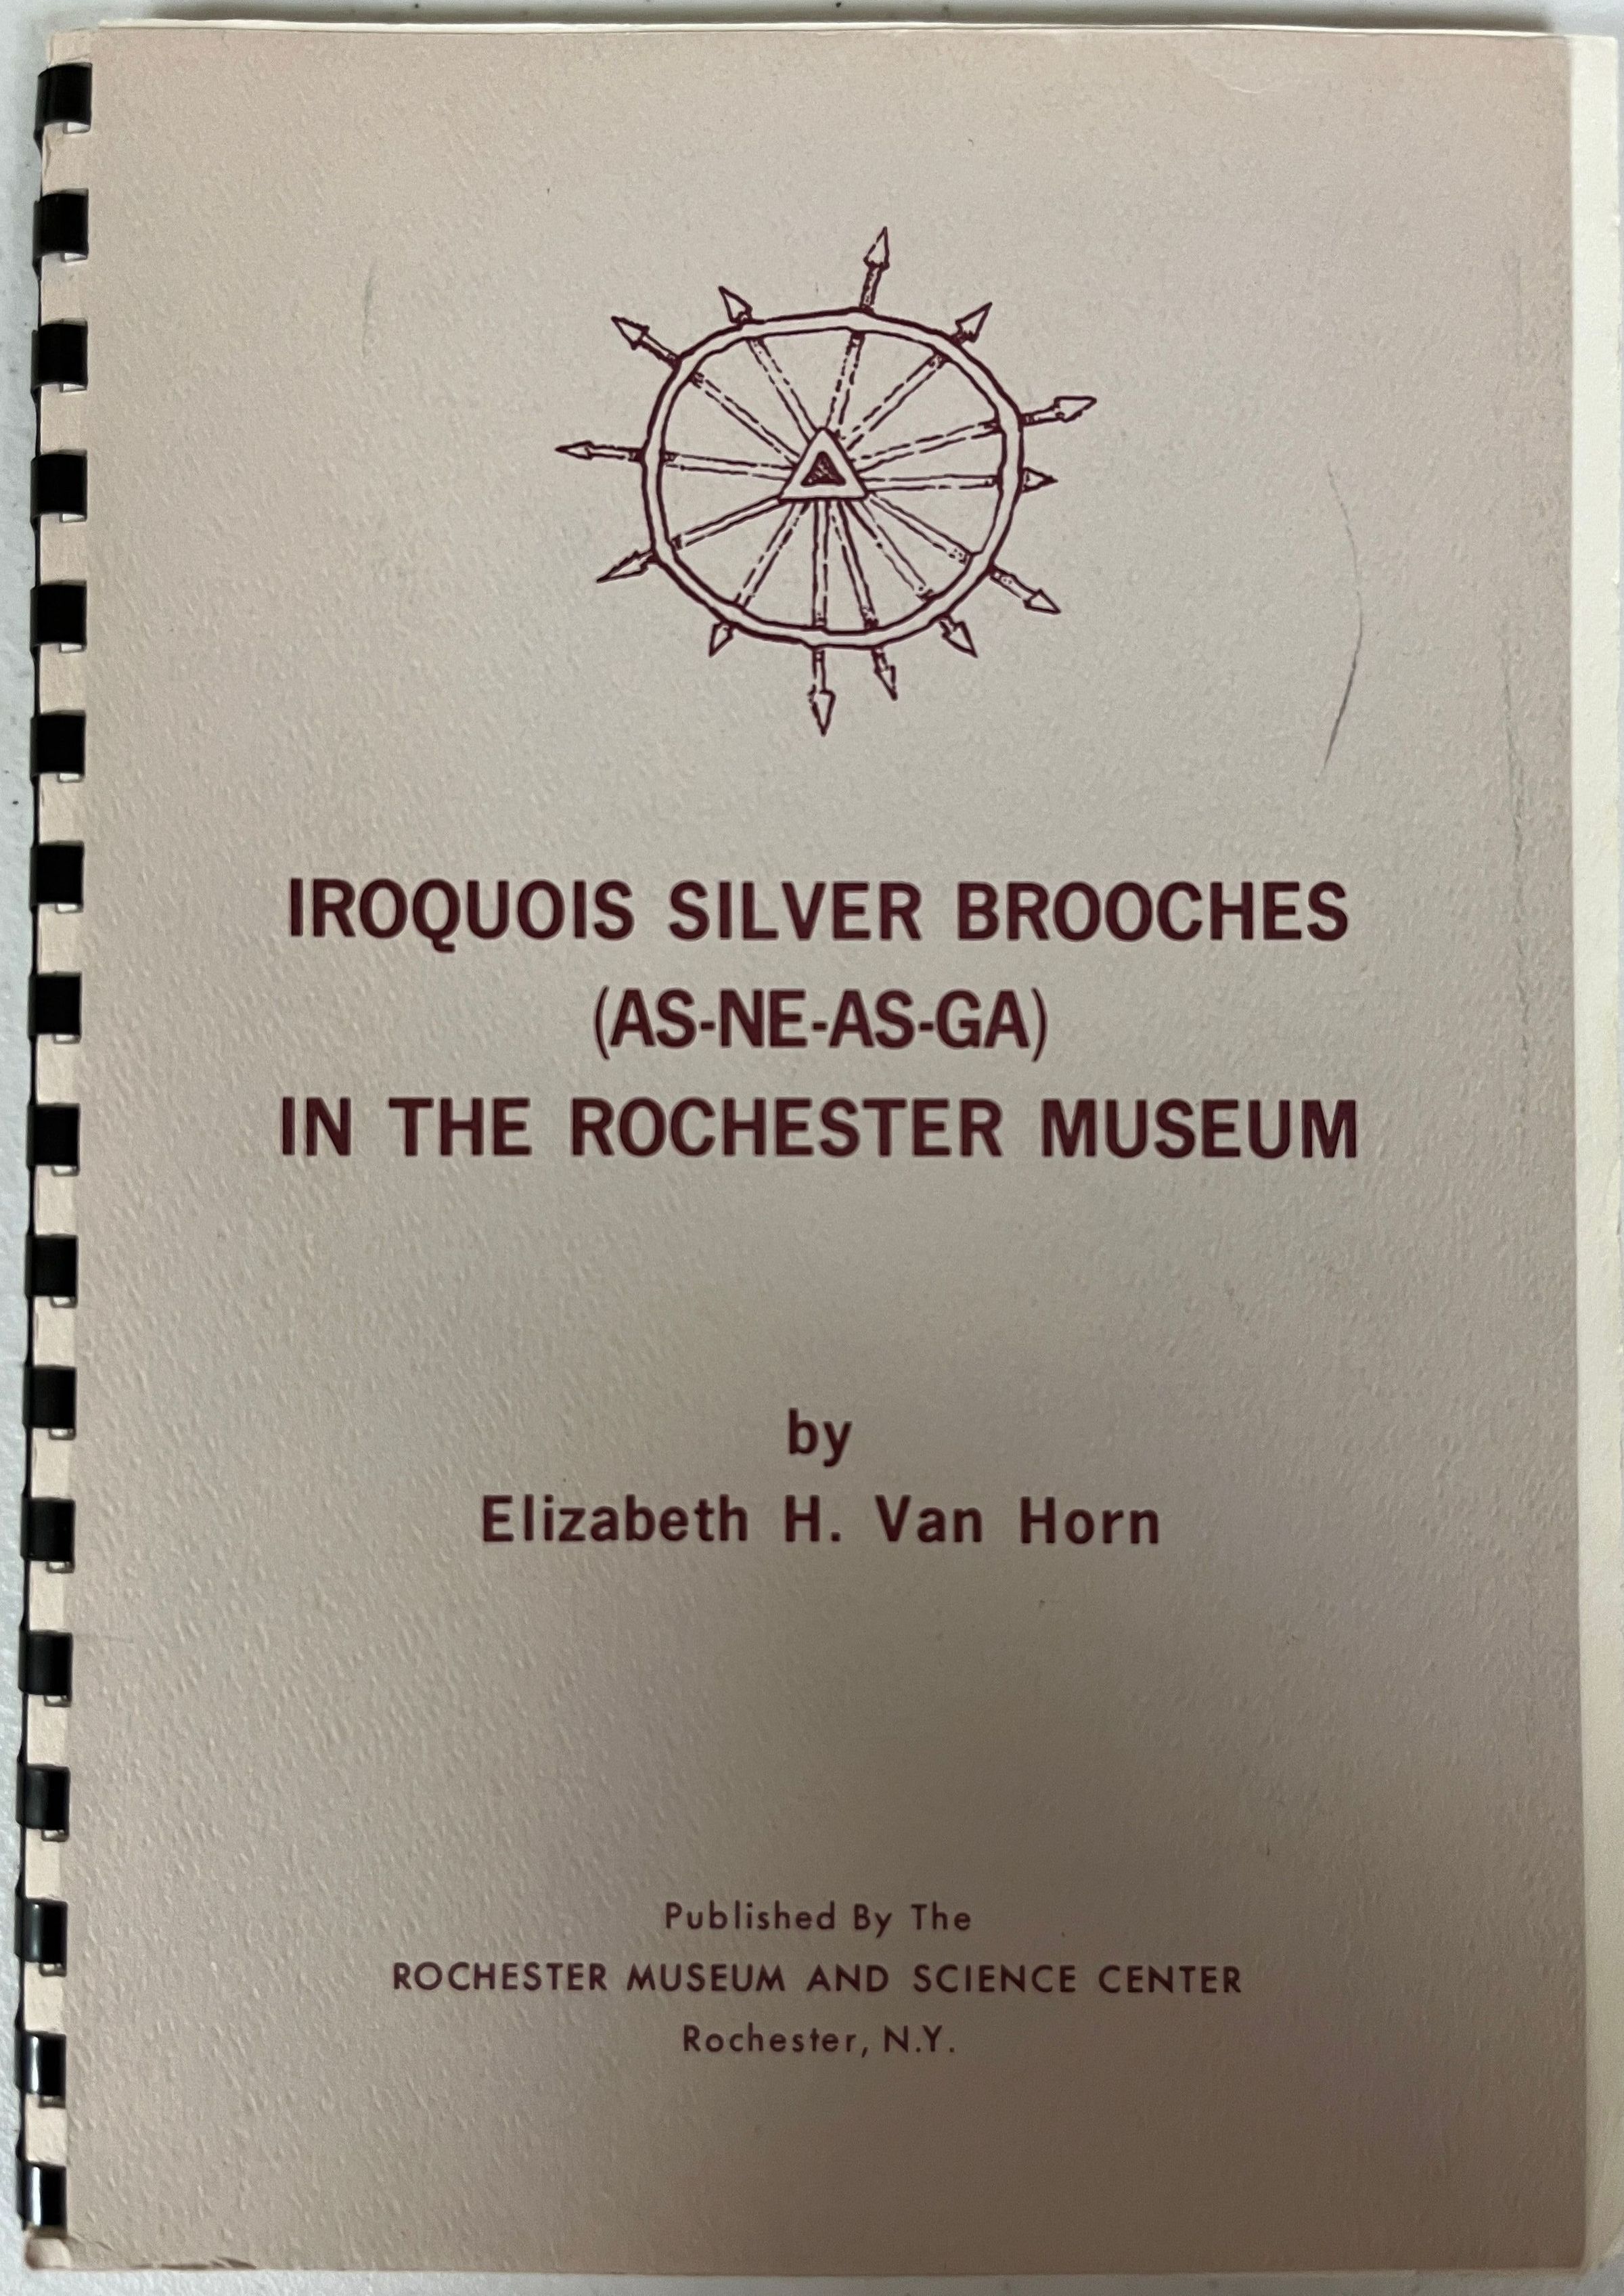 IROQUOIS SILVER BROOCHES
(AS-NE-AS-GA)
IN THE ROCHESTER MUSEUM
by
Elizabeth H. Van Horn
Published By The
ROCHESTER MUSEUM AND SCIENCE CENTER
Rochester, N.Y.